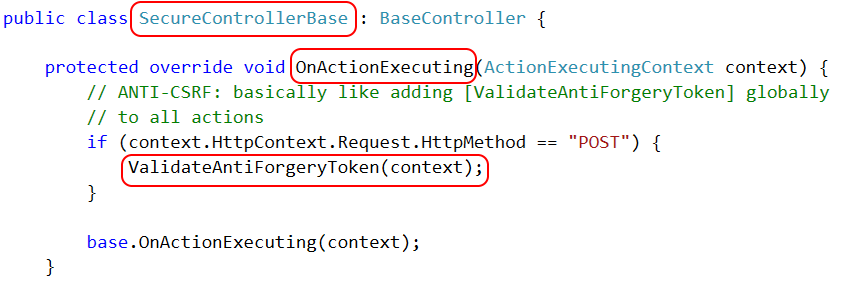 public class SecureControllerBase : BaseController {
protected override void OnActionExecuting(ActionExecutingContext context) {
// ANTI-CSRF: basically like adding [ValidateAntiForgeryToken] globally
// to all actions
if (context.HttpContext.Request.HttpMethod == "POST") {
ValidateAntiForgeryToken(context);
}
base.OnActionExecuting(context);
}